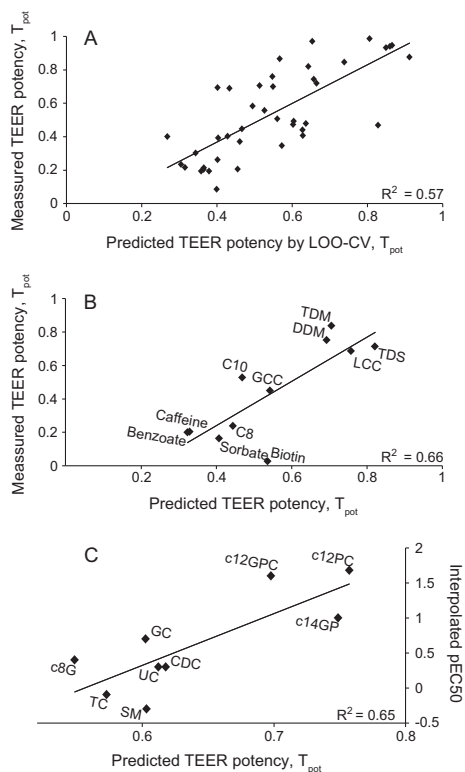 A
Meassured TEER potency, Tpot
1
0.8
0.6
0.4
0.2
0
0
0.2
0.4
0.6
0.8
1
R2 = 0.57
Predicted TEER potency by LOO-CV, Tpot
B
Meassured TEER potency, Tpot
1
0.8
0.6
0.4
0.2
0
TDM
DDM
TDS
LCC
C10
GCC
Caffeine
C8
Benzoate
Sorbate
Biotin
0.2
0.4
0.6
0.8
1
R2 = 0.66
Predicted TEER potency, Tpot
C
c12GPC
c12PC
c14GP
GC
c8G
CDC
UC
TC
SM
2
1.5
1
0.5
0
-0.5
Interpolated pEC50
R2 = 0.65
0.6
0.7
0.8
Predicted TEER potency, Tpot